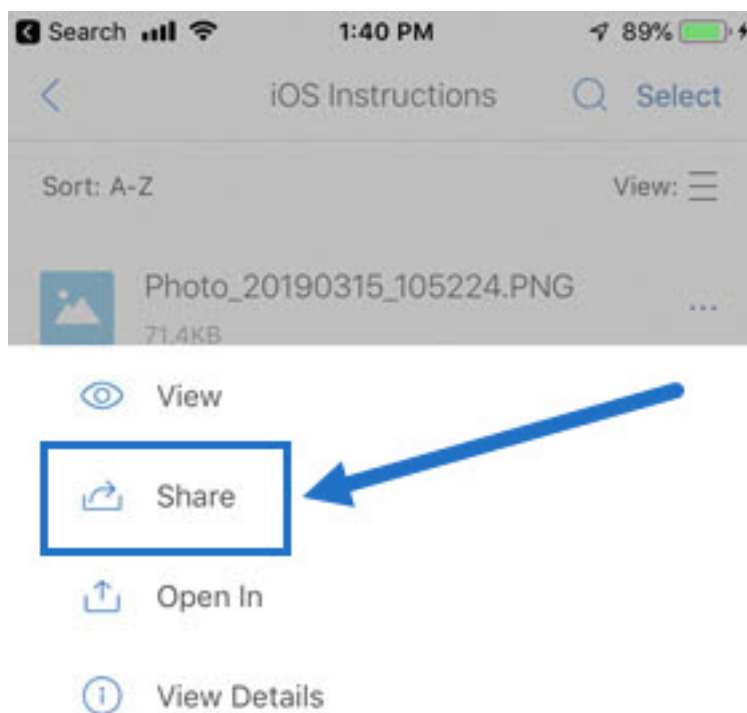 Search 1:40 PM 89%
iOS Instructions Select
Sort: A-Z View:
Photo_20190315_105224.PNG
71.4KB
View
Share
Open In
View Details